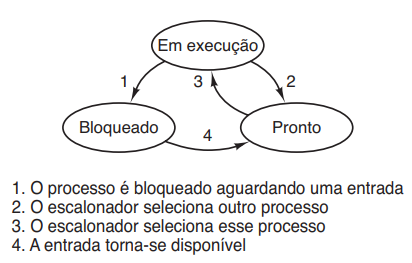 Em execução
1
3
2
Bloqueado
Pronto
4
1. O processo é bloqueado aguardando uma entrada
2. O escalonador seleciona outro processo
3. O escalonador seleciona esse processo
4. A entrada torna-se disponível